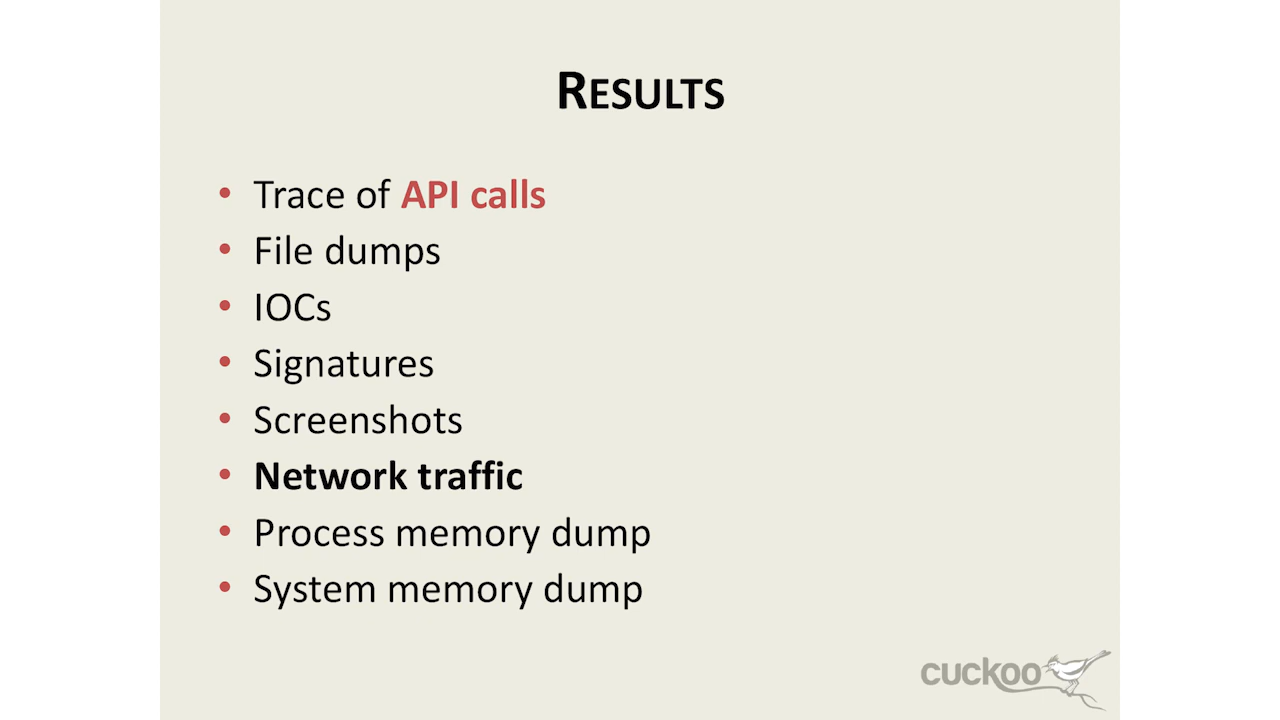 RESULTS
• Trace of API calls
• File dumps
• IOCs
• Signatures
• Screenshots
• Network traffic
• Process memory dump
• System memory dump
cuckoo